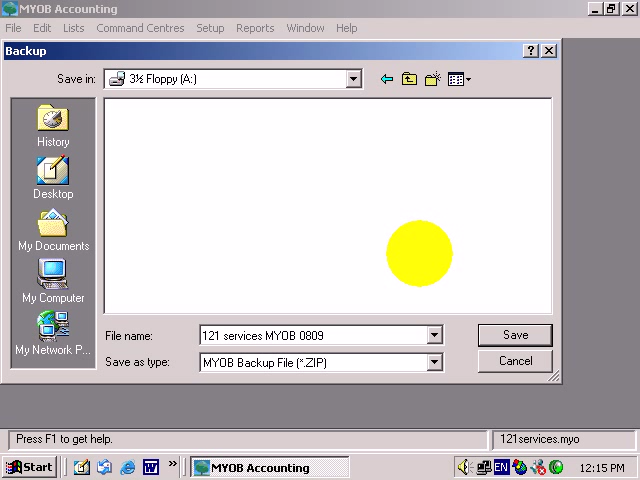 MYOB Accounting
File Edit Lists Command Centres Setup Reports Window Help
Backup
Save in: 3½ Floppy (A:)
History
Desktop
My Documents
My Computer
My Network P...
File name: 121 services MYOB 0809 Save
Save as type: MYOB Backup File (*.ZIP) Cancel
Press F1 to get help. 121services.myo
Start W » MYOB Accounting EN 12:15 PM